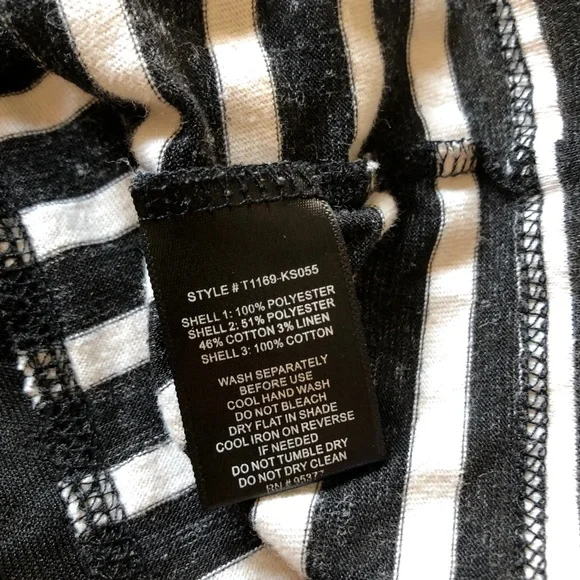 STYLE # T1169-KS055
SHELL 1: 100% POLYESTER
SHELL 2: 51% POLYESTER
46% COTTON 3% LINEN
SHELL 3: 100% COTTON
WASH SEPARATELY
BEFORE USE
COOL HAND WASH
DO NOT BLEACH
DRY FLAT IN SHADE
COOL IRON ON REVERSE
IF NEEDED
DO NOT TUMBLE DRY
DO NOT DRY CLEAN
RN # 95377